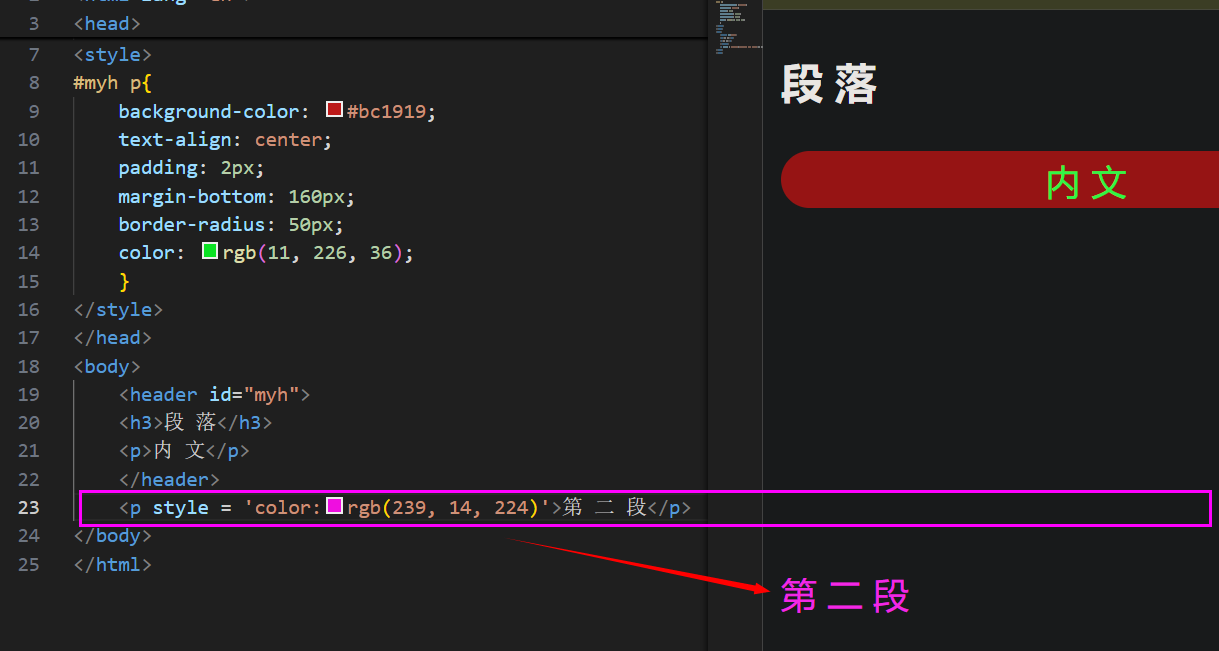 3 <head>
7 <style>
8 #myh p{
9 background-color: #bc1919;
10 text-align: center;
11 padding: 2px;
12 margin-bottom: 160px;
13 border-radius: 50px;
14 color: rgb(11, 226, 36);
15 }
16 </style>
17 </head>
18 <body>
19 <header id="myh">
20 <h3>段 落</h3>
21 <p>内 文</p>
22 </header>
23 <p style = 'color: rgb(239, 14, 224)'>第 二 段</p>
24 </body>
25 </html>
段 落
内 文
第 二 段